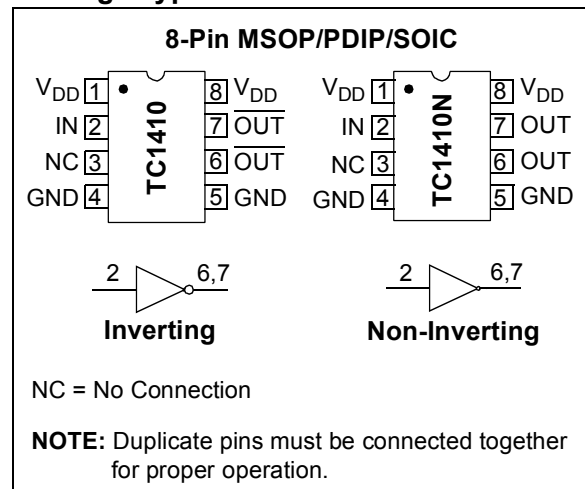 8-Pin MSOP/PDIP/SOIC
VDD 1 8 VDD
IN 2 7 OUT
NC 3 6 OUT
GND 4 5 GND
TC1410
VDD 1 8 VDD
IN 2 7 OUT
NC 3 6 OUT
GND 4 5 GND
TC1410N
2 6,7
Inverting
2 6,7
Non-Inverting
NC = No Connection
NOTE: Duplicate pins must be connected together
for proper operation.